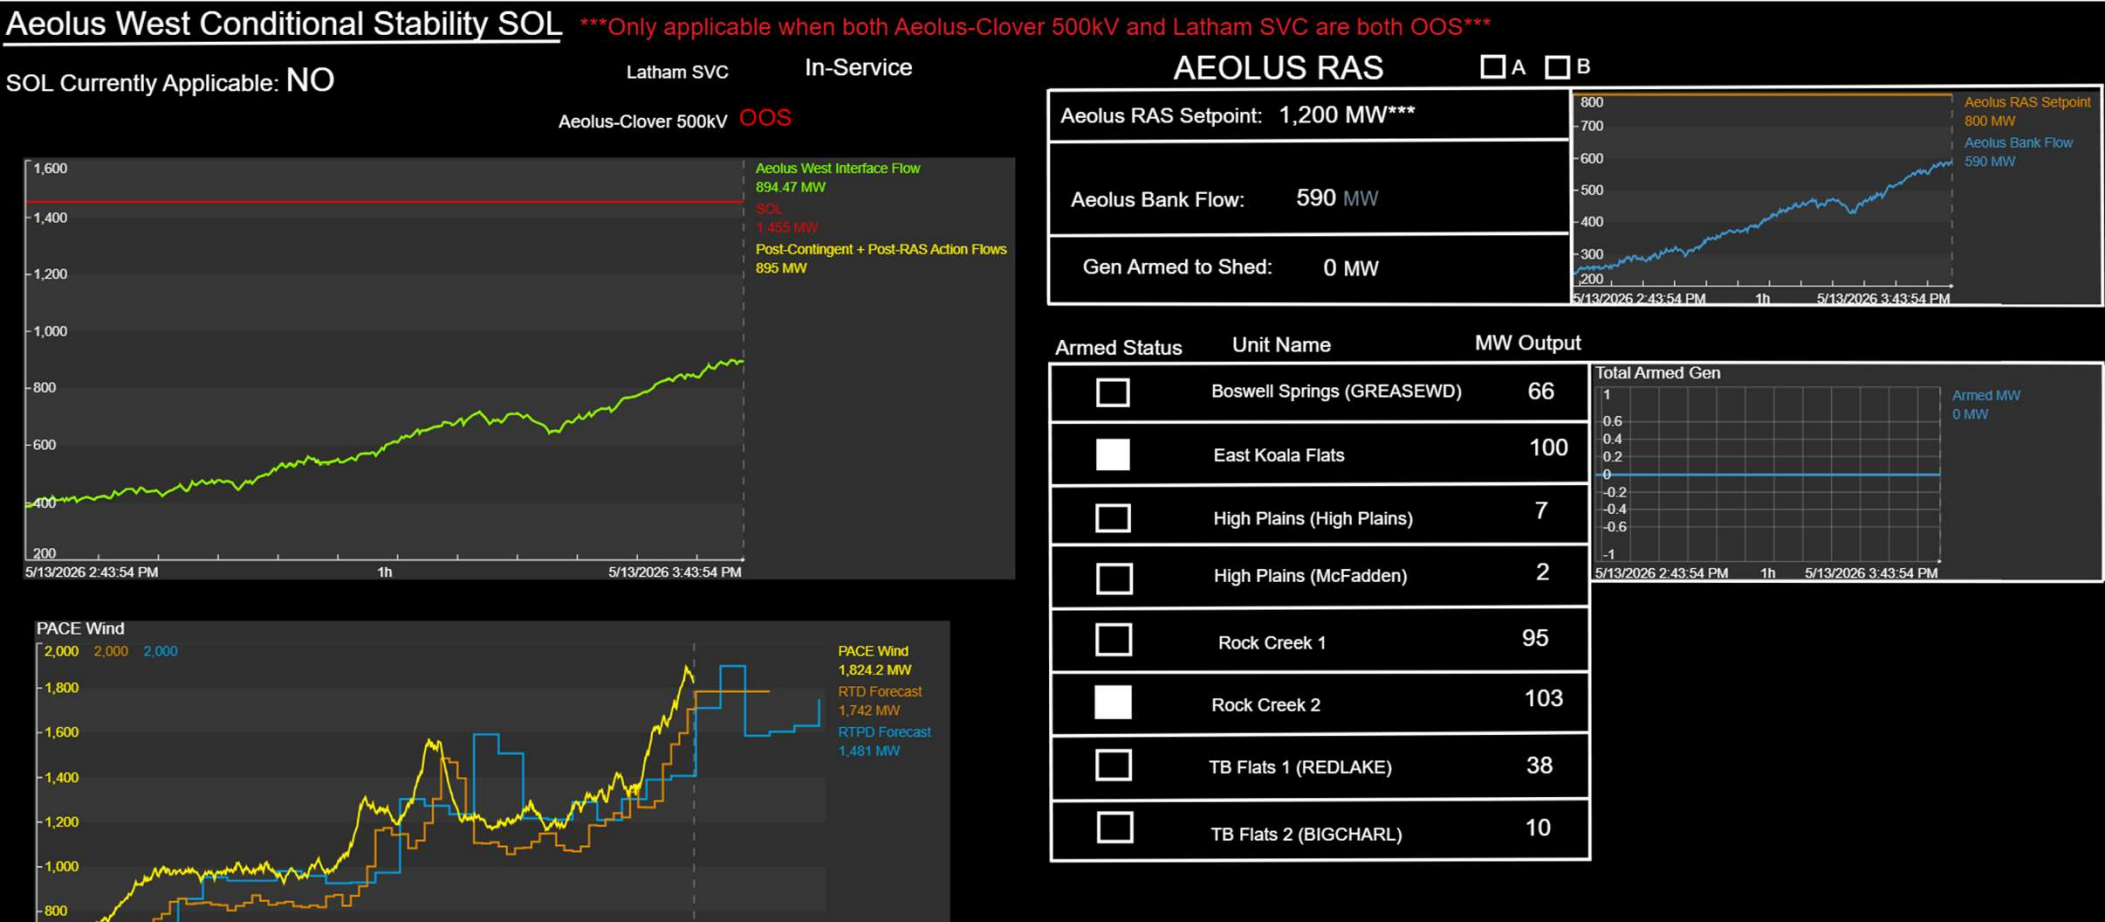 Aeolus West Conditional Stability SOL ***Only applicable when both Aeolus-Clover 500kV and Latham SVC are both OOS***
SOL Currently Applicable: NO
Latham SVC In-Service
Aeolus-Clover 500kV OOS
1,600
1,400
1,200
1,000
800
600
400
200
5/13/2026 2:43:54 PM 1h 5/13/2026 3:43:54 PM
Aeolus West Interface Flow
894.47 MW
SOL
1,455 MW
Post-Contingent + Post-RAS Action Flows
895 MW
PACE Wind
2,000 2,000 2,000
1,800
1,600
1,400
1,200
1,000
800
PACE Wind
1,824.2 MW
RTD Forecast
1,742 MW
RTPD Forecast
1,481 MW
AEOLUS RAS A B
Aeolus RAS Setpoint: 1,200 MW***
Aeolus Bank Flow: 590 MW
Gen Armed to Shed: 0 MW
800
700
600
500
400
300
200
5/13/2026 2:43:54 PM 1h 5/13/2026 3:43:54 PM
Aeolus RAS Setpoint
800 MW
Aeolus Bank Flow
590 MW
Armed Status Unit Name MW Output
Boswell Springs (GREASEWD) 66
East Koala Flats 100
High Plains (High Plains) 7
High Plains (McFadden) 2
Rock Creek 1 95
Rock Creek 2 103
TB Flats 1 (REDLAKE) 38
TB Flats 2 (BIGCHARL) 10
Total Armed Gen
1
0.6
0.4
0.2
0
-0.2
-0.4
-0.6
-1
5/13/2026 2:43:54 PM 1h 5/13/2026 3:43:54 PM
Armed MW
0 MW